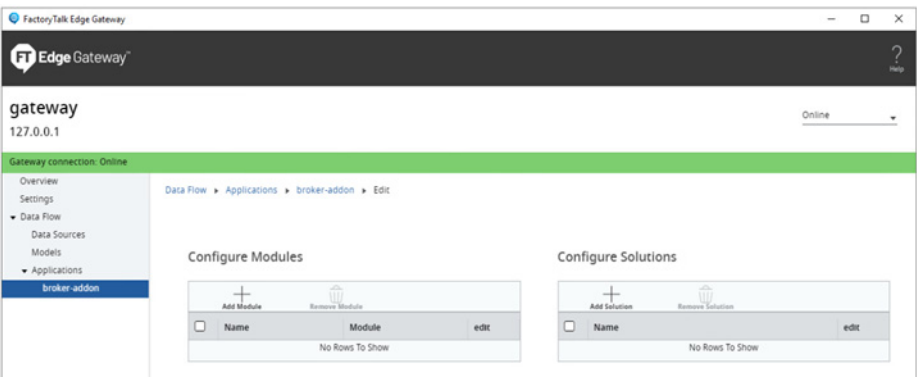 FactoryTalk Edge Gateway
FT Edge Gateway™
?
Help
gateway
127.0.0.1
Online
Gateway connection: Online
Overview
Settings
Data Flow
Data Sources
Models
Applications
broker-addon
Data Flow ▸ Applications ▸ broker-addon ▸ Edit
Configure Modules
Add Module Remove Module
Name Module edit
No Rows To Show
Configure Solutions
Add Solution Remove Solution
Name edit
No Rows To Show